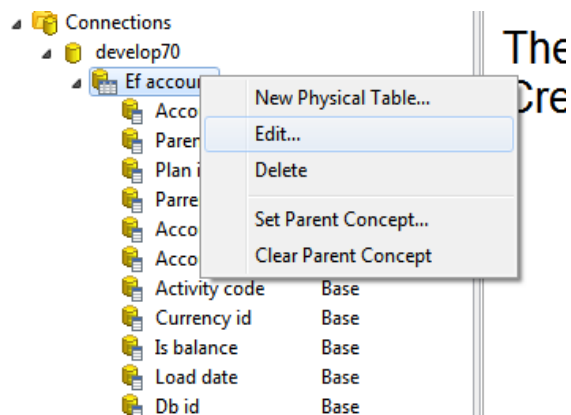 Connections
develop70
Ef accoun
Acco
Paren
Plan i
Parre
Acco
Acco
Activity code Base
Currency id Base
Is balance Base
Load date Base
Db id Base
New Physical Table...
Edit...
Delete
Set Parent Concept...
Clear Parent Concept
The
Cre